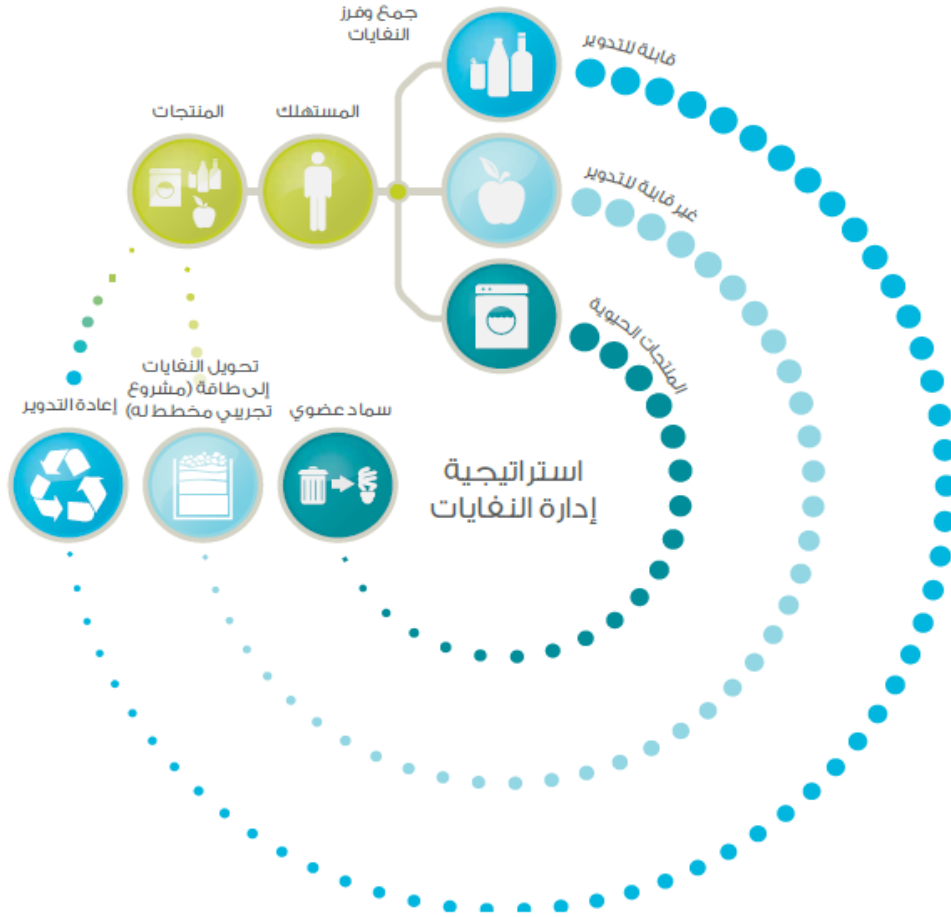 جمع وفرز
النفايات
المنتجات
المستهلك
قابلة للتدوير
غير قابلة للتدوير
المنتجات الحيوية
إعادة التدوير
تحويل النفايات
إلى طاقة (مشروع
تجريبي مخطط له)
سماد عضوي
استراتيجية
إدارة النفايات